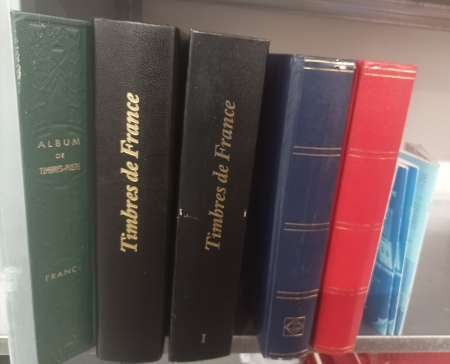 ALBUM
DE
TIMBRES-POSTE
FRANCE
Timbres de France
Timbres de France
I